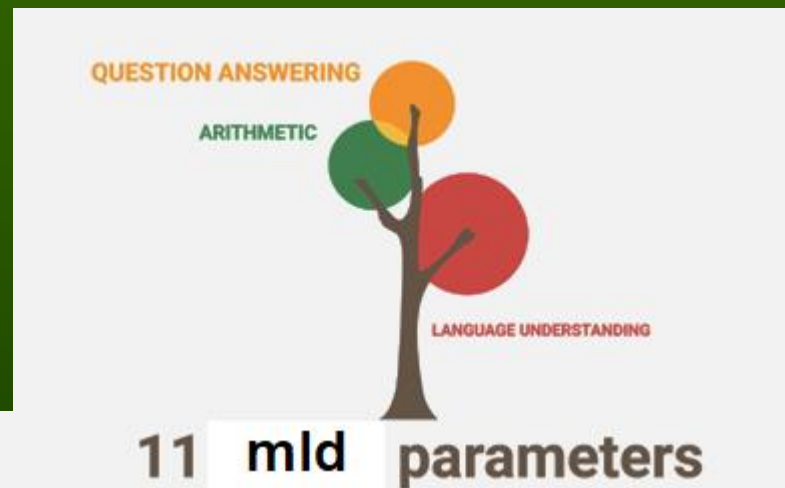 QUESTION ANSWERING
ARITHMETIC
LANGUAGE UNDERSTANDING
11 mld parameters